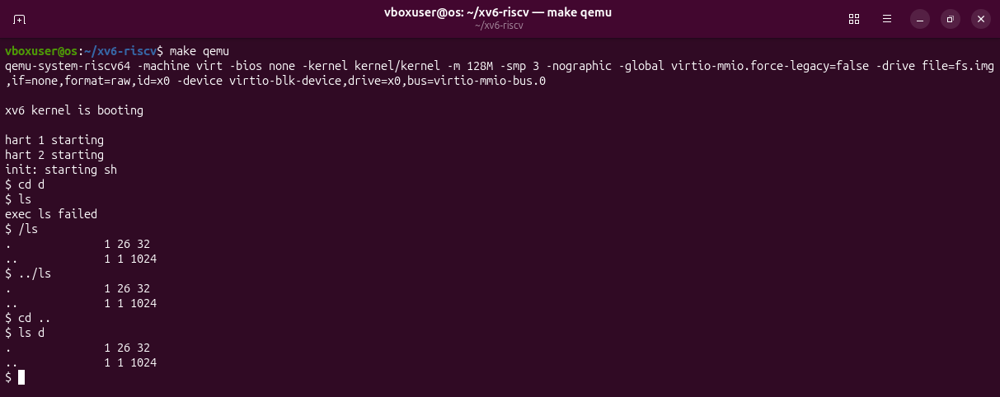 vboxuser@os: ~/xv6-riscv — make qemu
~/xv6-riscv
vboxuser@os:~/xv6-riscv$ make qemu
qemu-system-riscv64 -machine virt -bios none -kernel kernel/kernel -m 128M -smp 3 -nographic -global virtio-mmio.force-legacy=false -drive file=fs.img
,if=none,format=raw,id=x0 -device virtio-blk-device,drive=x0,bus=virtio-mmio-bus.0
xv6 kernel is booting
hart 1 starting
hart 2 starting
init: starting sh
$ cd d
$ ls
exec ls failed
$ /ls
.              1 26 32
..             1 1 1024
$ ../ls
.              1 26 32
..             1 1 1024
$ cd ..
$ ls d
.              1 26 32
..             1 1 1024
$